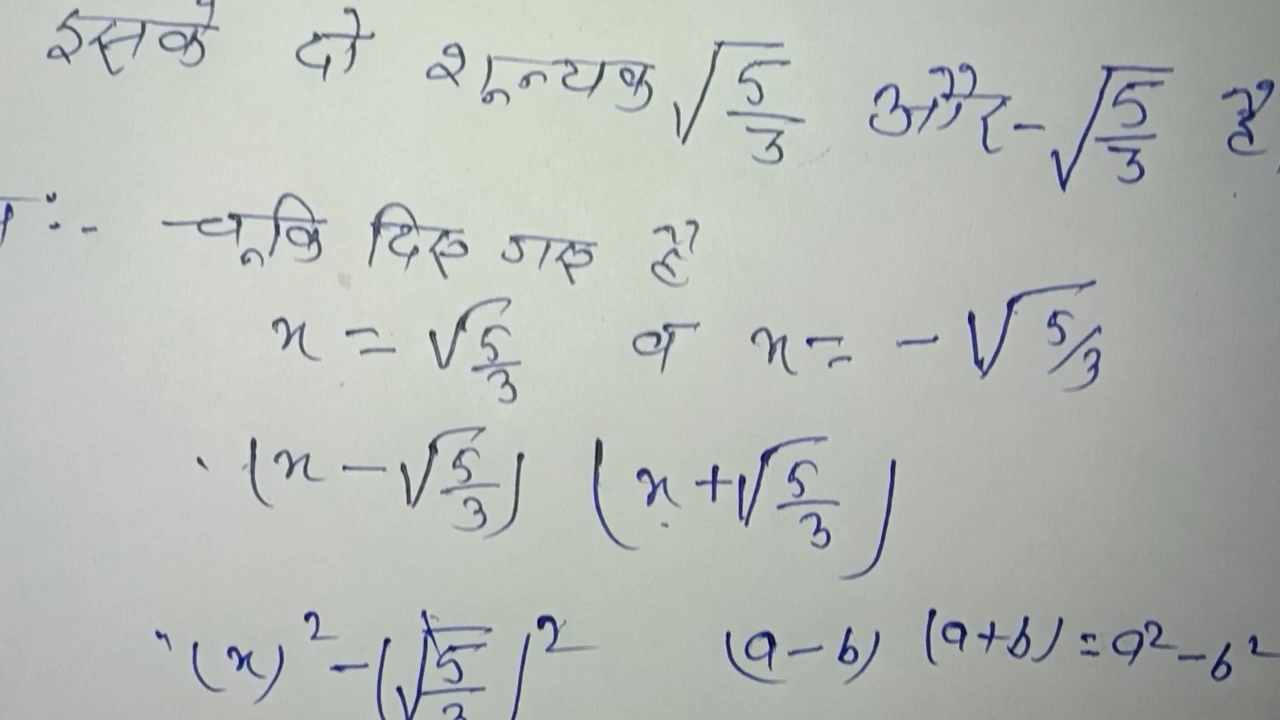 इसके दो शून्यक √5/3 और -√5/3 है
:- चूकि दिए गए है
x = √5/3 व x = -√5/3
(x - √5/3) (x + √5/3)
(x)² - (√5/3)² (a-b) (a+b) = a² - b²